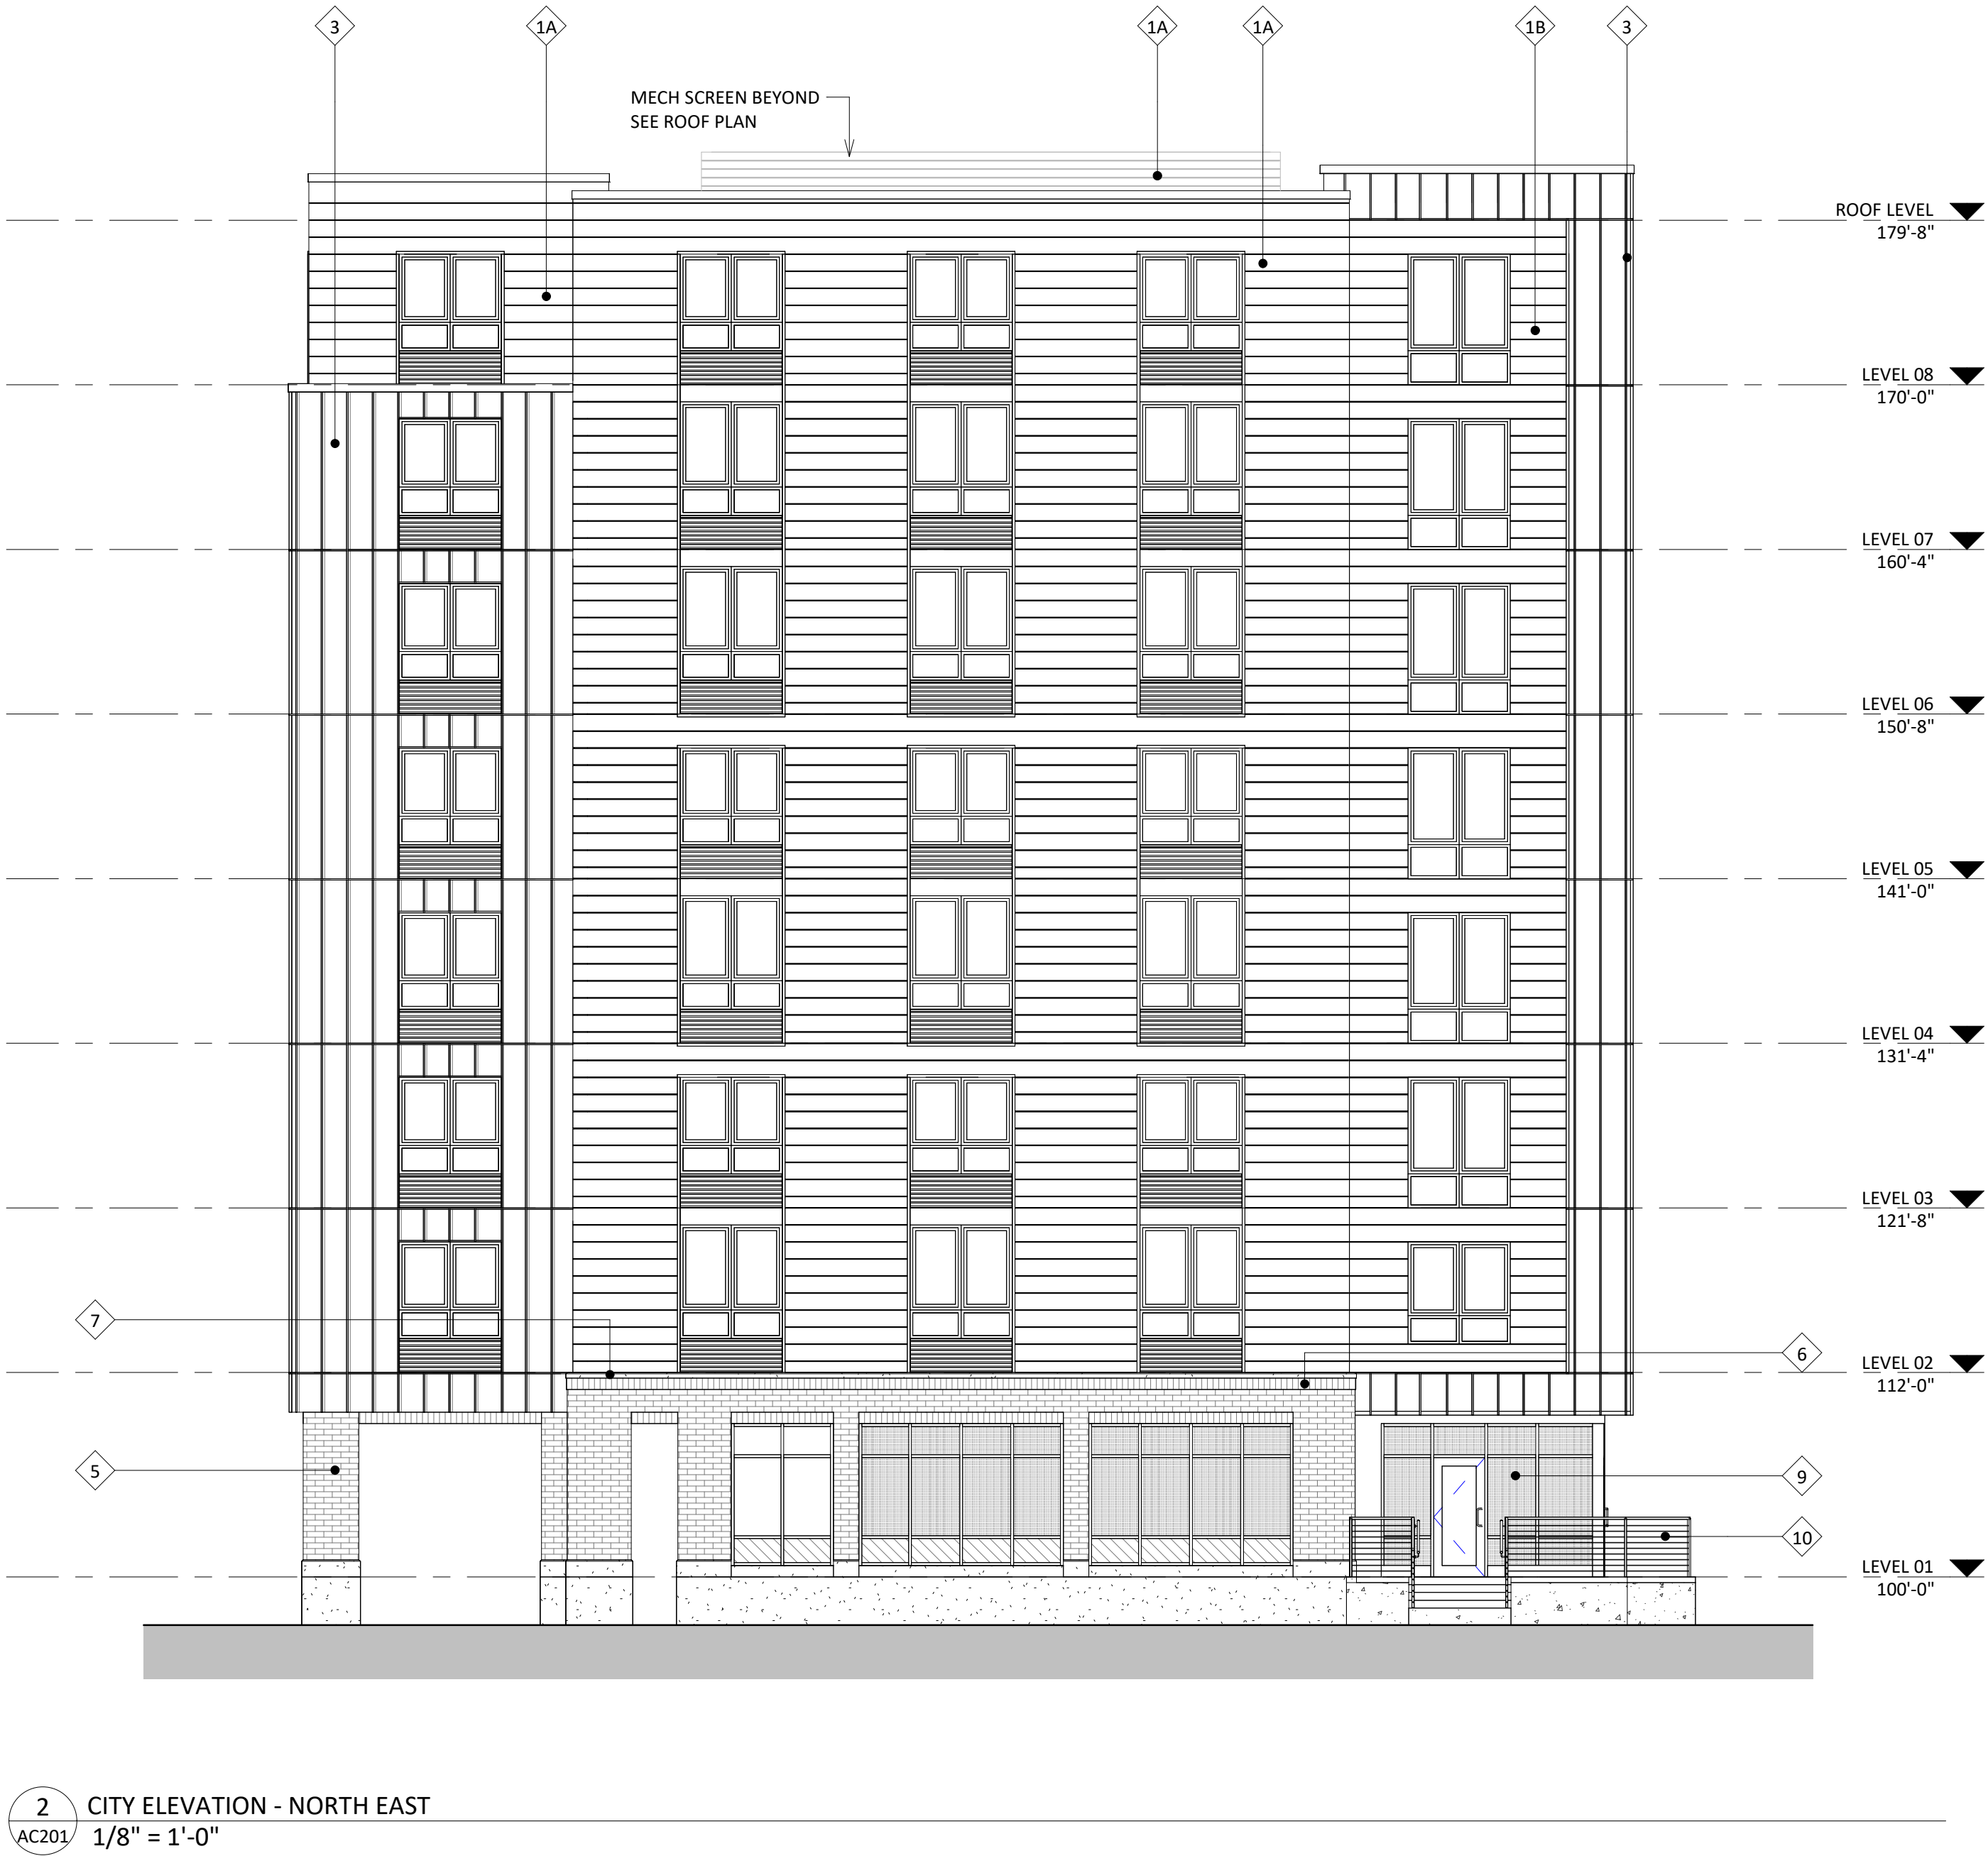 3
1A
1A
1A
1B
3
MECH SCREEN BEYOND
SEE ROOF PLAN
ROOF LEVEL
179'-8"
LEVEL 08
170'-0"
LEVEL 07
160'-4"
LEVEL 06
150'-8"
LEVEL 05
141'-0"
LEVEL 04
131'-4"
LEVEL 03
121'-8"
7
6
LEVEL 02
112'-0"
5
9
10
LEVEL 01
100'-0"
2
AC201
CITY ELEVATION - NORTH EAST
1/8" = 1'-0"